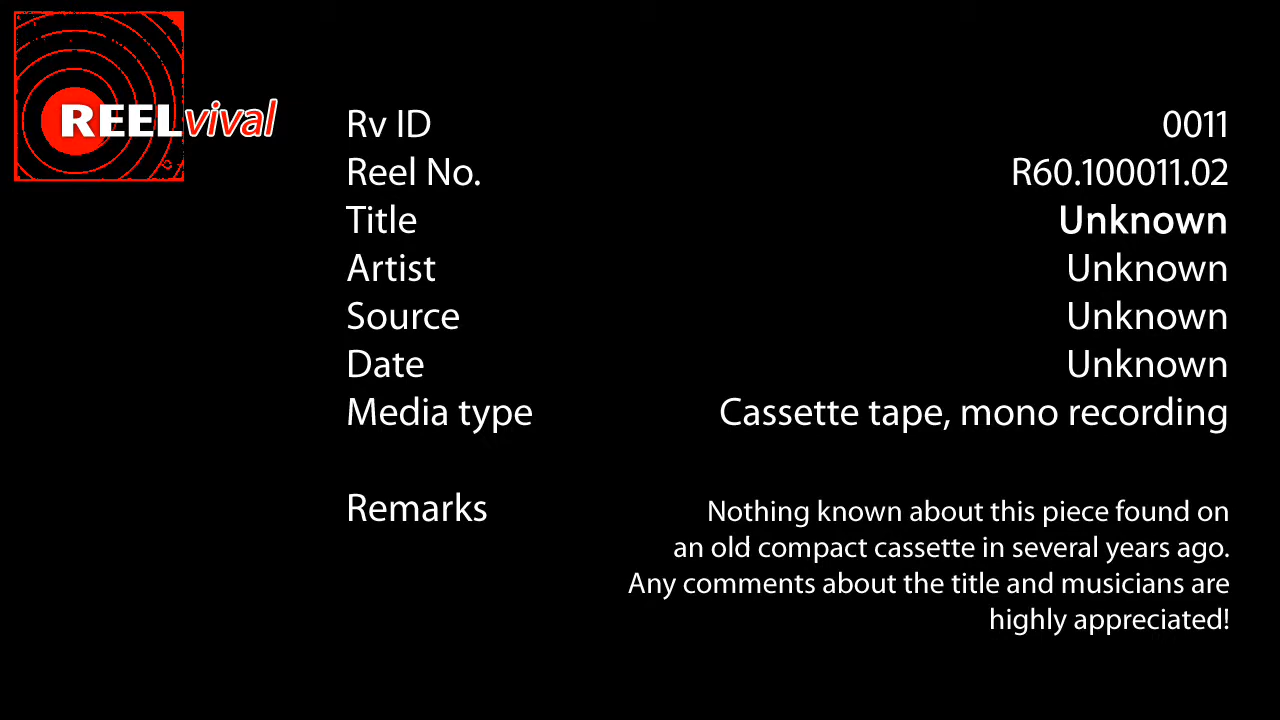 REELvival
Rv ID 0011
Reel No. R60.100011.02
Title Unknown
Artist Unknown
Source Unknown
Date Unknown
Media type Cassette tape, mono recording
Remarks Nothing known about this piece found on
an old compact cassette in several years ago.
Any comments about the title and musicians are
highly appreciated!